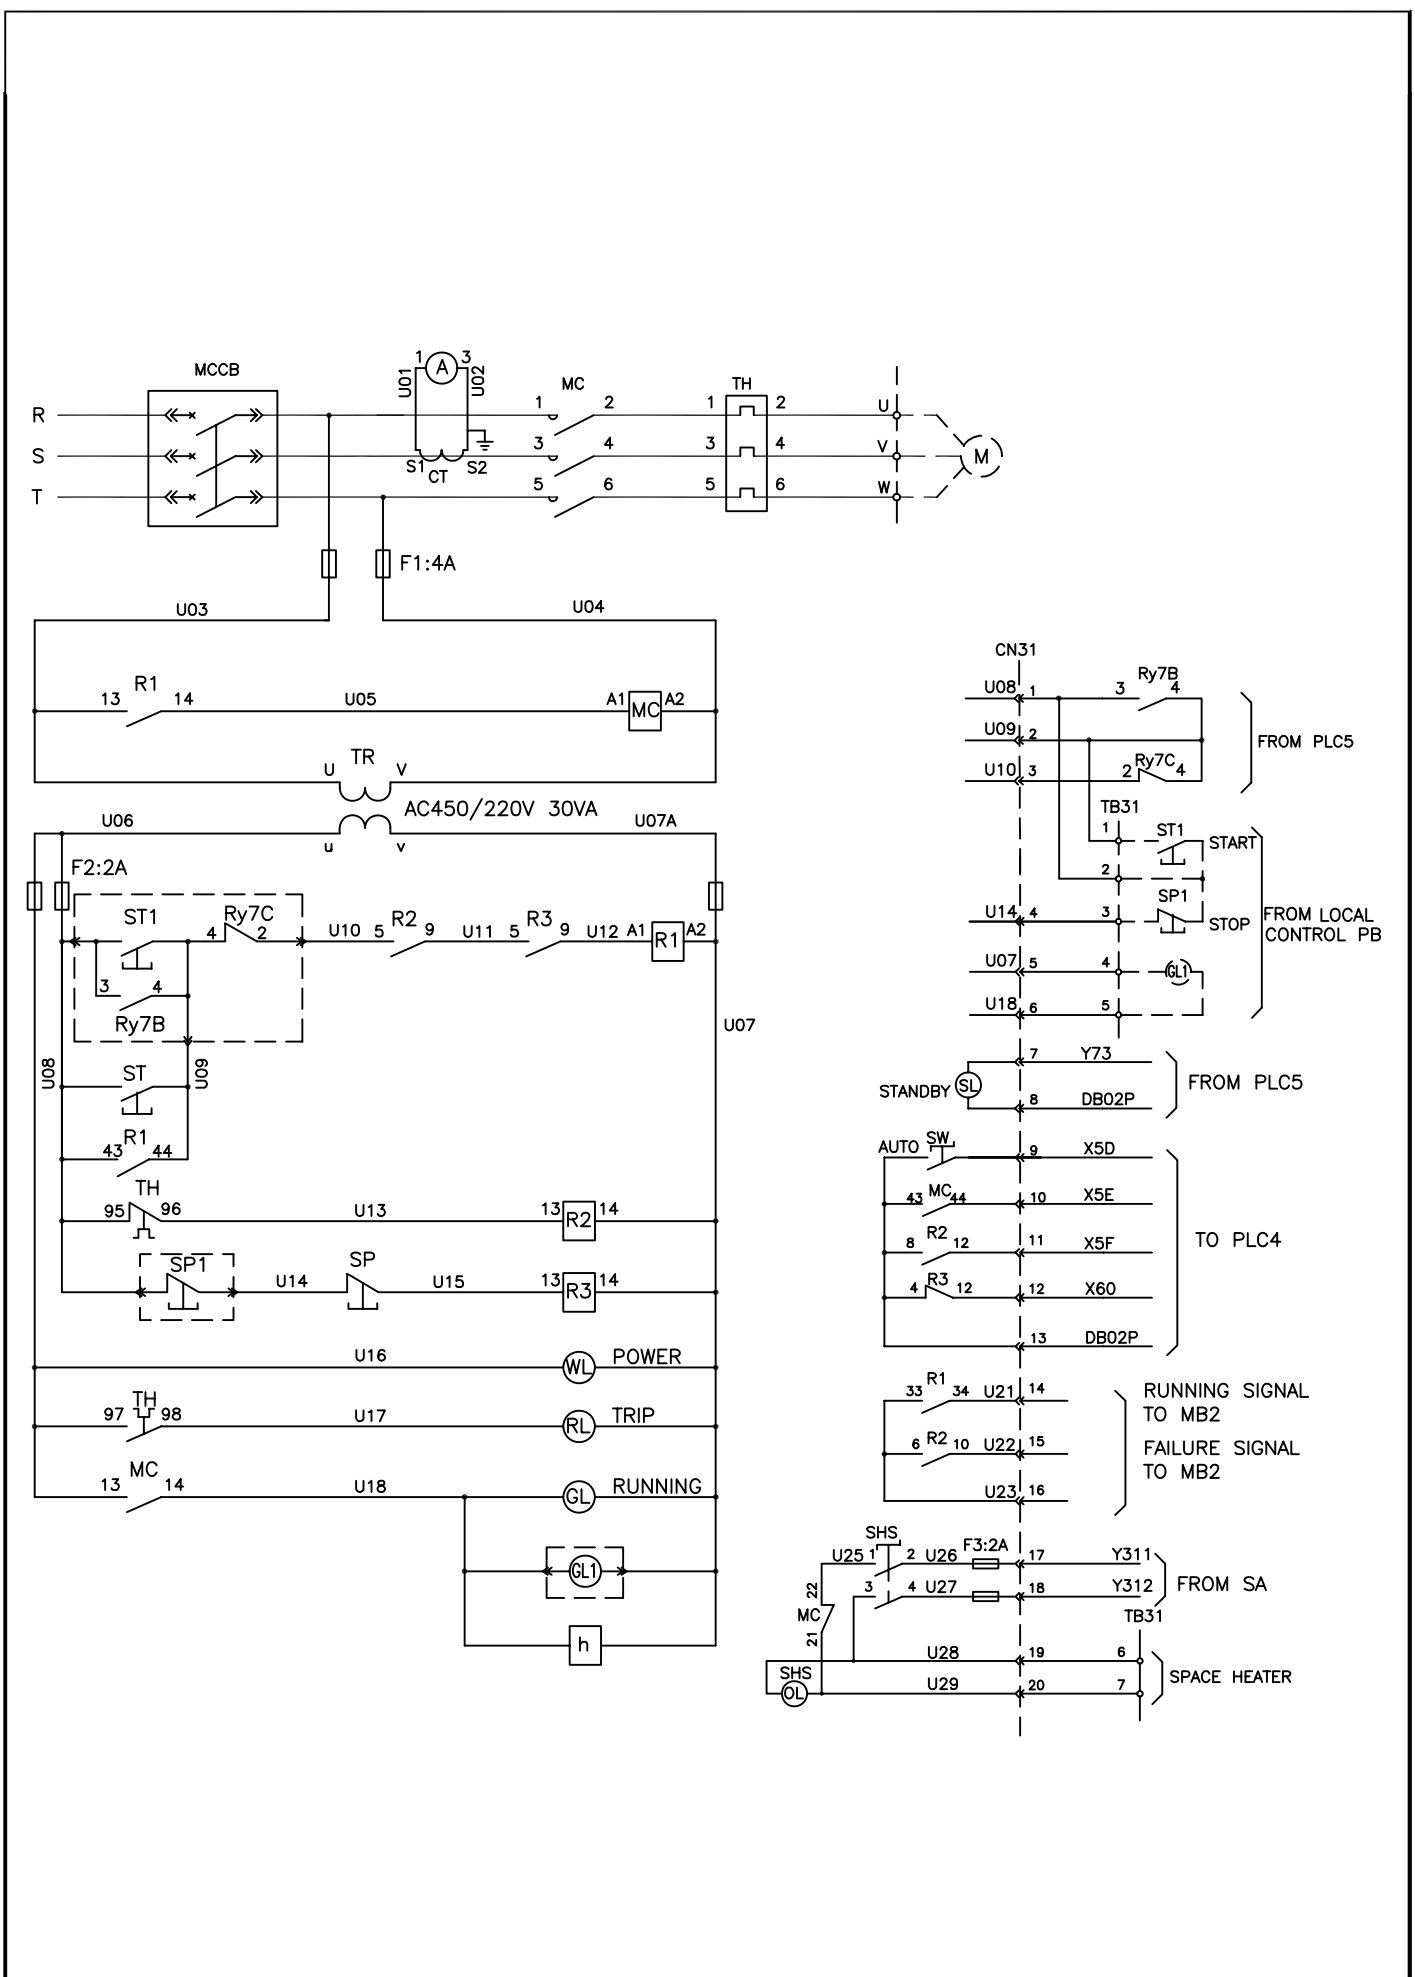 MCCB
1 A 3
U01 U02
MC
TH
R 1 2 1 2 U
S 3 4 3 4 V M
S1 CT S2
T 5 6 5 6 W
F1:4A
U03 U04
R1
13 14 U05 A1 MC A2
TR
U V
AC450/220V 30VA
U06 U07A
u v
F2:2A
ST1 Ry7C R2 R3
4 2 U10 5 9 U11 5 9 U12 A1 R1 A2
3 4
Ry7B
U07
U08 U09
ST
R1
43 44
TH
95 96 U13 13 R2 14
SP1 SP
U14 U15 13 R3 14
U16 WL POWER
TH
97 98 U17 RL TRIP
MC
13 14 U18 GL RUNNING
GL1
h
CN31
Ry7B
U08 1 3 4
U09 2
FROM PLC5
Ry7C
U10 3 2 4
TB31
1 ST1 START
2
SP1
U14 4 3 STOP
FROM LOCAL
CONTROL PB
U07 5 4 GL1
U18 6 5
7 Y73
STANDBY SL
FROM PLC5
8 DB02P
AUTO SW 9 X5D
MC
43 44 10 X5E
R2
8 12 11 X5F
TO PLC4
R3
4 12 12 X60
13 DB02P
R1
33 34 U21 14
RUNNING SIGNAL
TO MB2
R2
6 10 U22 15
FAILURE SIGNAL
TO MB2
U23 16
SHS F3:2A
U25 1 2 U26 17 Y311
FROM SA
22 3 4 U27 18 Y312
MC
TB31
21
U28 19 6
SPACE HEATER
SHS
OL U29 20 7